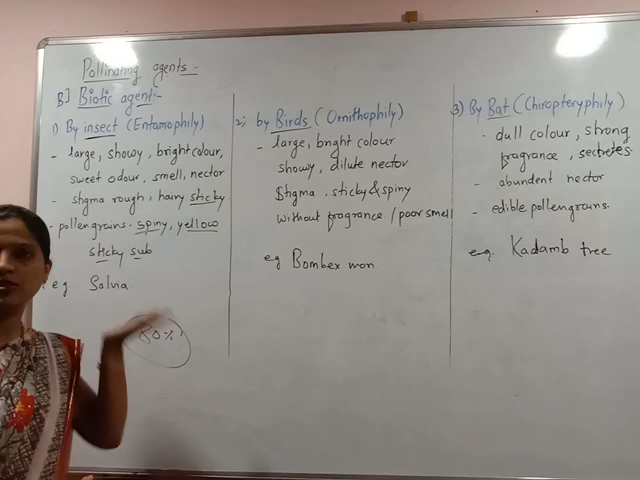 Pollinating agents:-
B] Biotic agent:-
1) By insect (Entamophily)
- large, showy, bright colour,
sweet odour, smell, nector
- stigma rough, hairy sticky
- pollengrains - spiny, yellow
sticky sub
eg Salvia.
80%
2) by Birds (Ornithophily)
- large, bright colour
showy, dilute nector
Stigma. sticky & spiny
without fragrance / poor smell
eg Bombex mon.
3) By Bat (Chiropteryphily)
- dull colour, strong
fragrance, secretes.
- abundent nector
- edible pollengrains.
eg. Kadamb tree